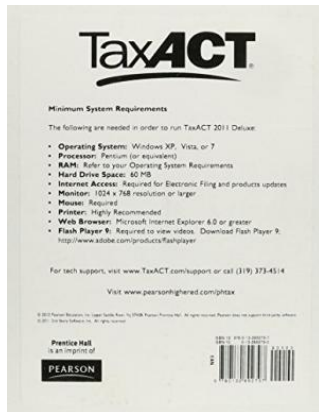 TaxACT®
Minimum System Requirements
The following are needed in order to run TaxACT 2011 Deluxe:
• Operating System: Windows XP, Vista, or 7
• Processor: Pentium (or equivalent)
• RAM: Refer to your Operating System Requirements
• Hard Drive Space: 60 MB
• Internet Access: Required for Electronic Filing and products updates
• Monitor: 1024 x 768 resolution or larger
• Mouse: Required
• Printer: Highly Recommended
• Web Browser: Microsoft Internet Explorer 6.0 or greater
• Flash Player 9: Required to view videos. Download Flash Player 9:
http://www.adobe.com/products/flashplayer
For tech support, visit www.TaxACT.com/support or call (319) 373-4514
Visit www.pearsonhighered.com/phtax
Prentice Hall
is an imprint of
PEARSON